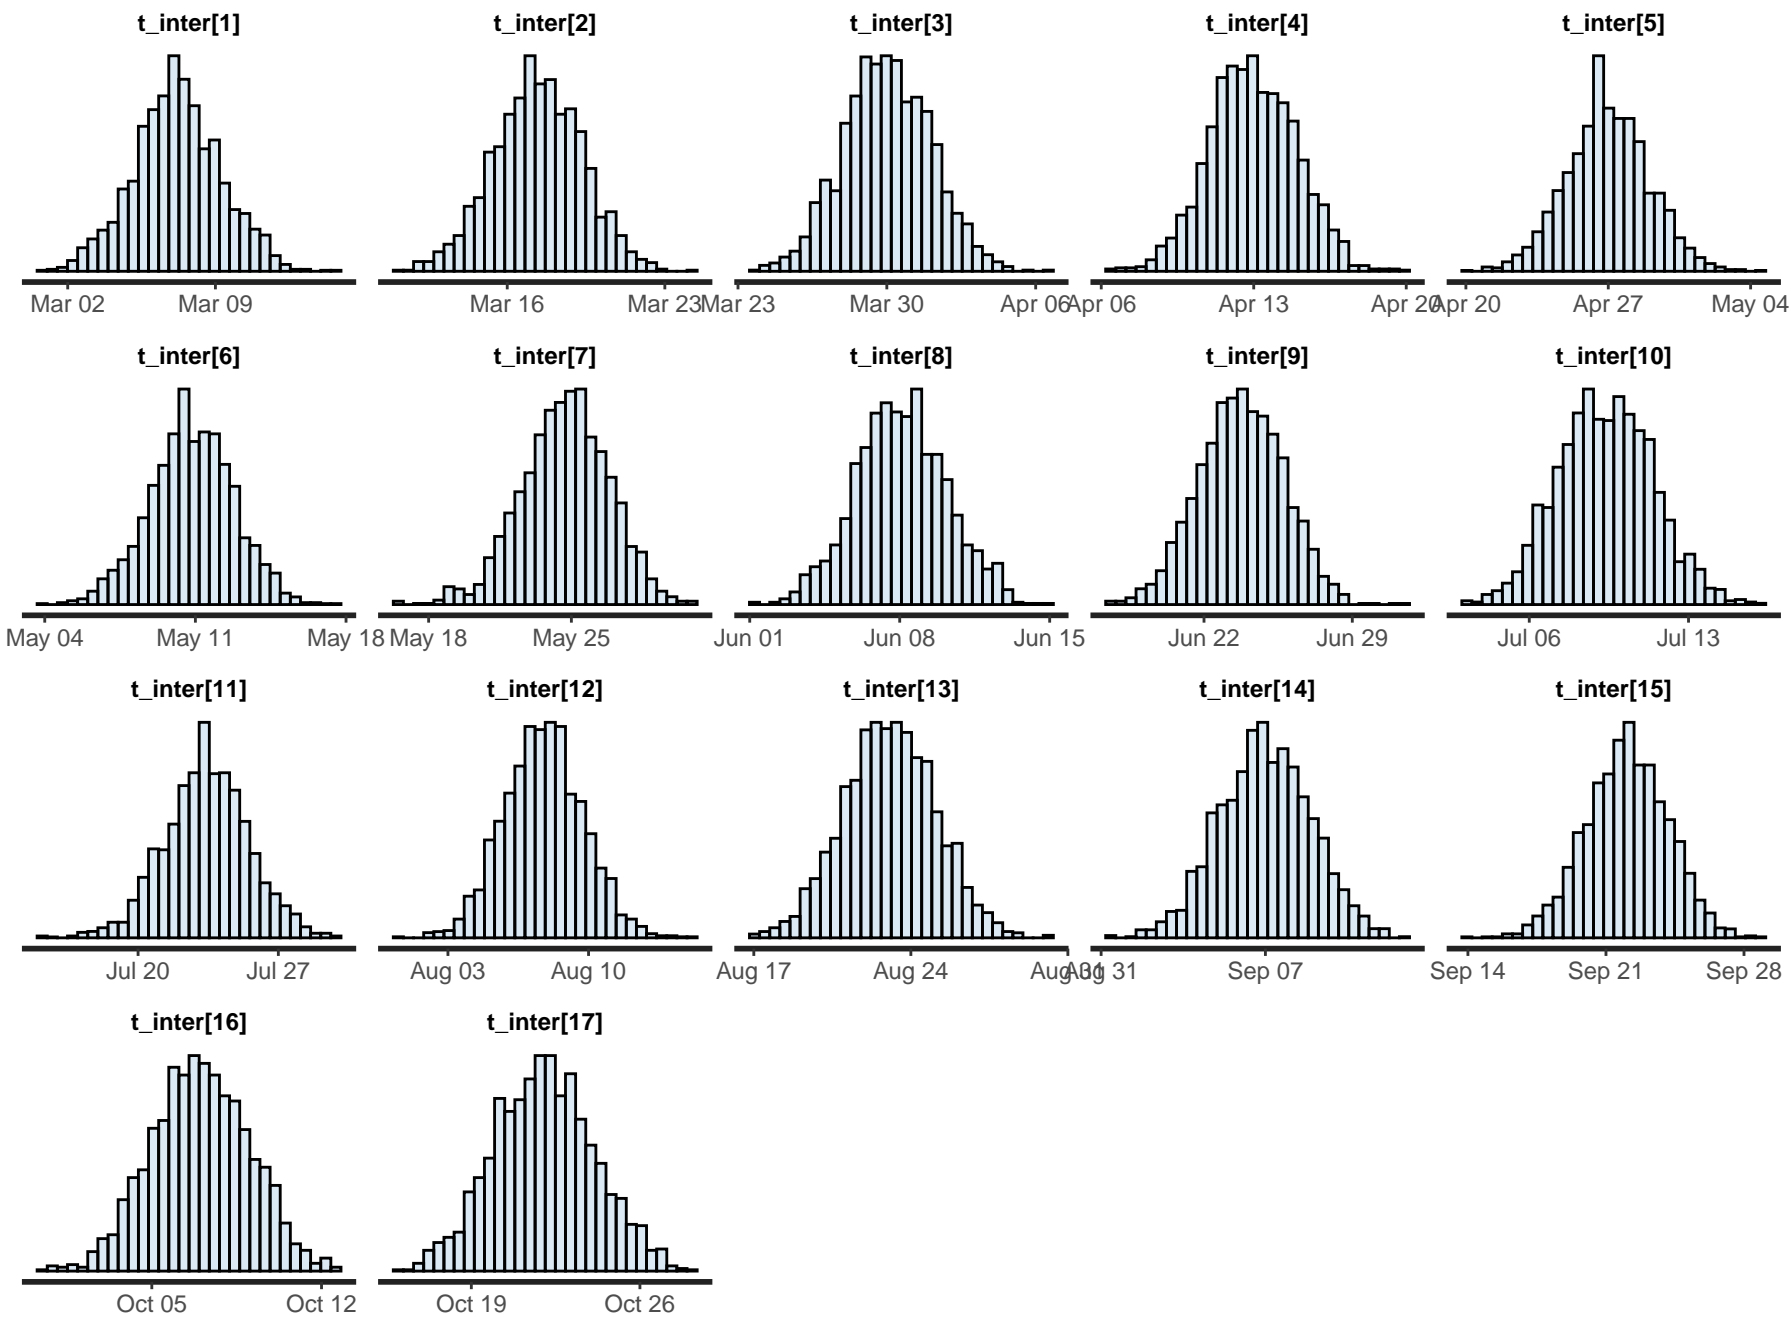 t_inter[1] t_inter[2] t_inter[3] t_inter[4] t_inter[5]
Mar 02 Mar 09 Mar 16 Mar 23 Mar 23 Mar 30 Apr 06 Apr 06 Apr 13 Apr 20 Apr 20 Apr 27 May 04
t_inter[6] t_inter[7] t_inter[8] t_inter[9] t_inter[10]
May 04 May 11 May 18 May 18 May 25 Jun 01 Jun 08 Jun 15 Jun 22 Jun 29 Jul 06 Jul 13
t_inter[11] t_inter[12] t_inter[13] t_inter[14] t_inter[15]
Jul 20 Jul 27 Aug 03 Aug 10 Aug 17 Aug 24 Aug 31 Aug 31 Sep 07 Sep 14 Sep 21 Sep 28
t_inter[16] t_inter[17]
Oct 05 Oct 12 Oct 19 Oct 26